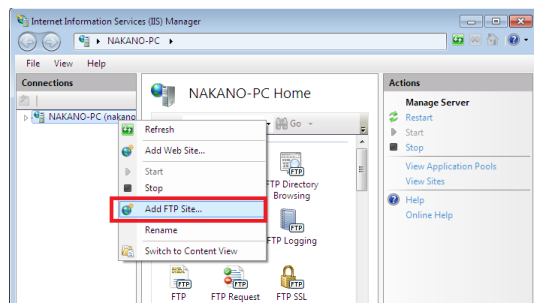 Internet Information Services (IIS) Manager
NAKANO-PC
File View Help
Connections
NAKANO-PC (nakano
Refresh
Add Web Site...
Start
Stop
Add FTP Site...
Rename
Switch to Content View
NAKANO-PC Home
Go
FTP Directory
Browsing
FTP Logging
FTP
FTP Request
FTP SSL
Actions
Manage Server
Restart
Start
Stop
View Application Pools
View Sites
Help
Online Help